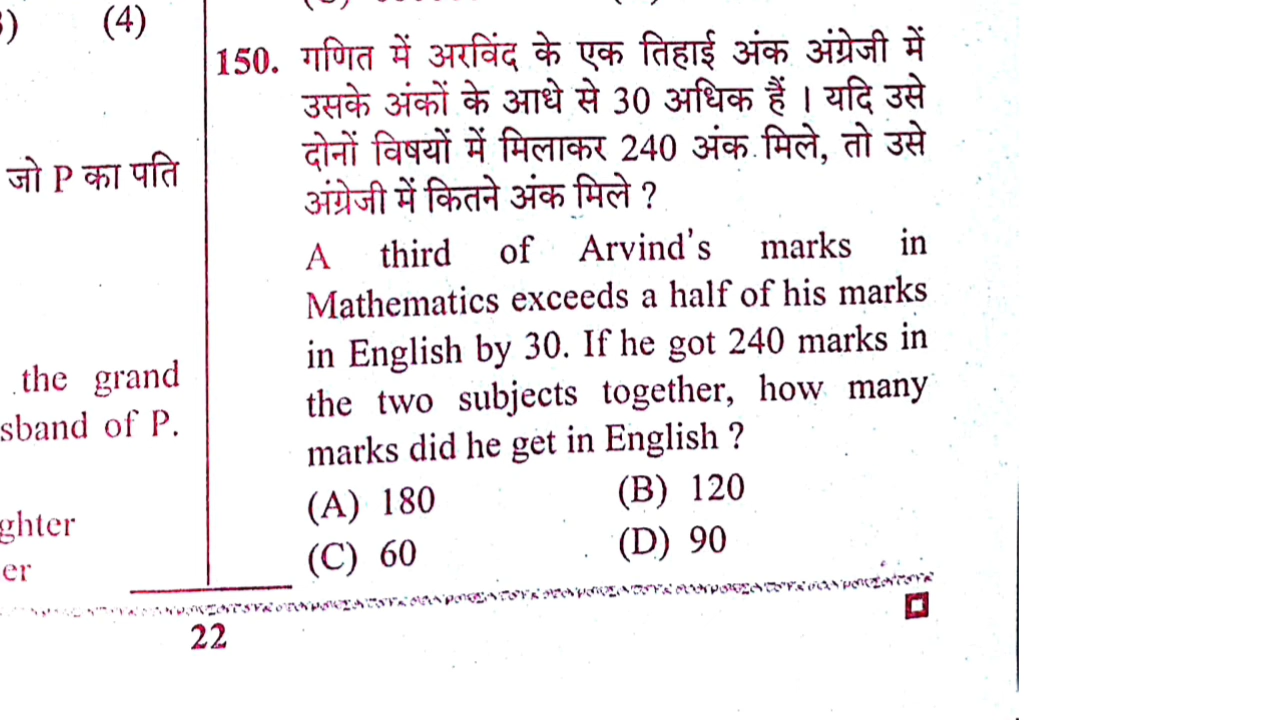 (4)
जो P का पति
the grand
sband of P.
ghter
er
150. गणित में अरविंद के एक तिहाई अंक अंग्रेजी में
उसके अंकों के आधे से 30 अधिक हैं । यदि उसे
दोनों विषयों में मिलाकर 240 अंक मिले, तो उसे
अंग्रेजी में कितने अंक मिले ?
A third of Arvind's marks in
Mathematics exceeds a half of his marks
in English by 30. If he got 240 marks in
the two subjects together, how many
marks did he get in English ?
(A) 180 (B) 120
(C) 60 (D) 90
22